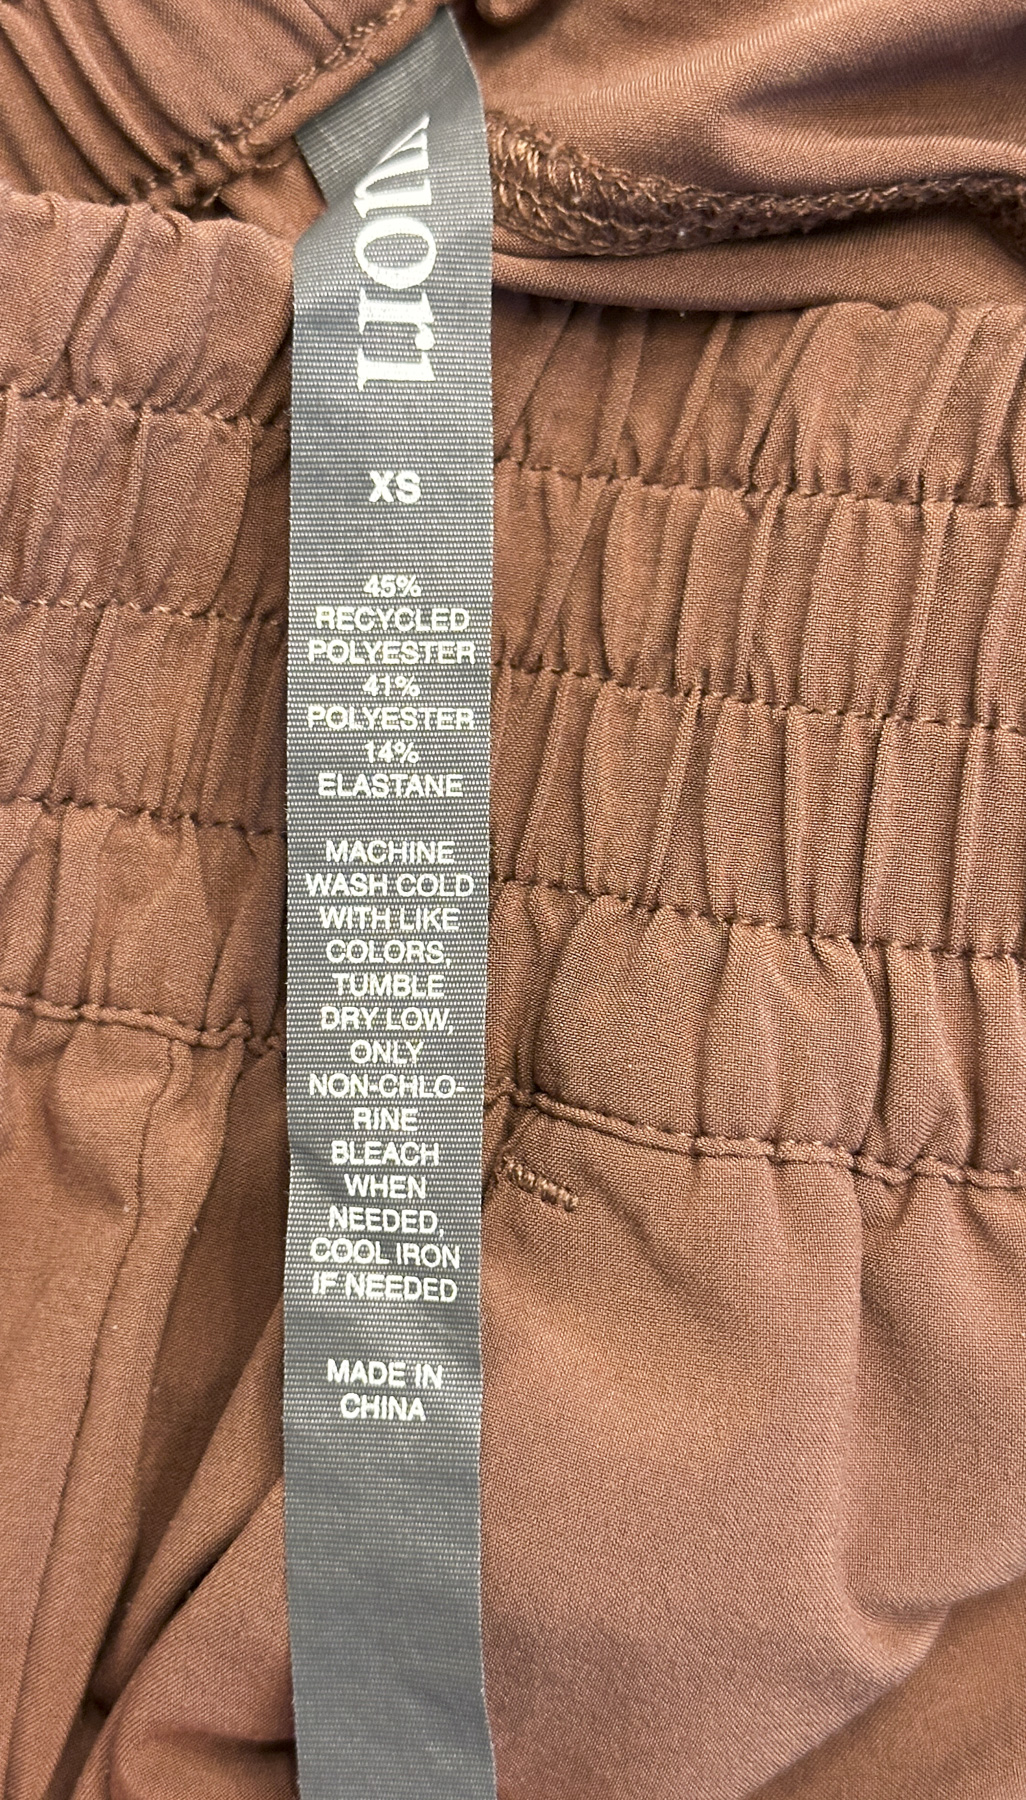 vuori
XS
45%
RECYCLED
POLYESTER
41%
POLYESTER
14%
ELASTANE
MACHINE
WASH COLD
WITH LIKE
COLORS,
TUMBLE
DRY LOW,
ONLY
NON-CHLO-
RINE
BLEACH
WHEN
NEEDED,
COOL IRON
IF NEEDED
MADE IN
CHINA